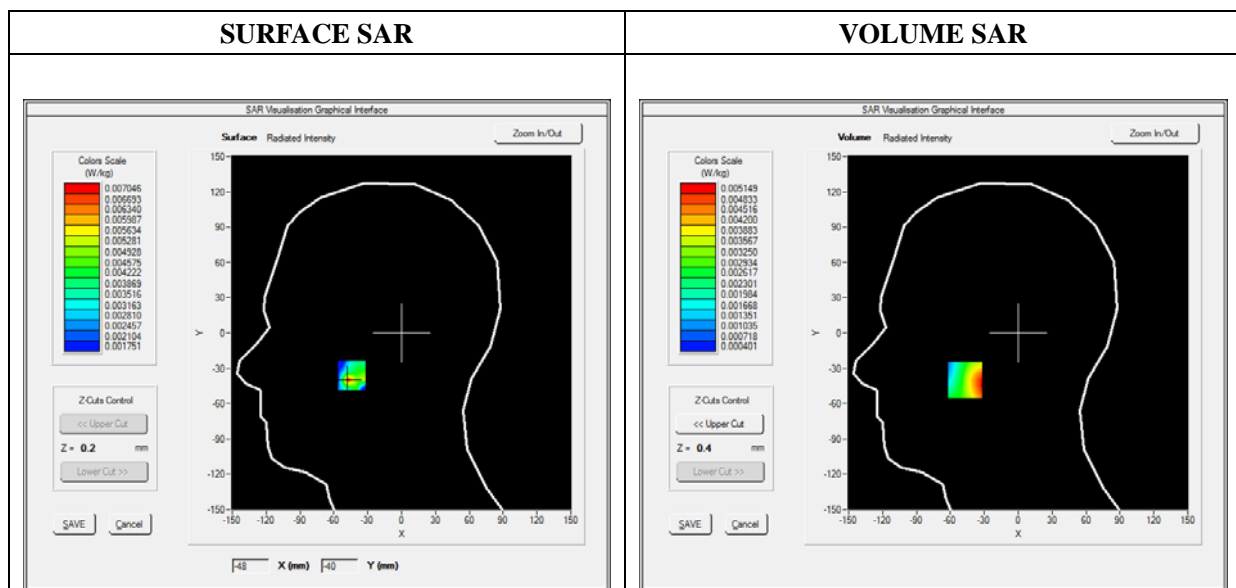 SURFACE SAR
VOLUME SAR
SAR Visualisation Graphical Interface
Surface Radiated Intensity
Zoom In/Out
Colors Scale
(W/kg)
0.007046
0.006693
0.006340
0.005987
0.005634
0.005281
0.004928
0.004575
0.004222
0.003869
0.003516
0.003163
0.002810
0.002457
0.002104
0.001751
Z-Cuts Control
<< Upper Cut
Z = 0.2 mm
Lower Cut >>
SAVE Cancel
150
120
90
60
30
0
-30
-60
-90
-120
-150
Y
-150 -120 -90 -60 -30 0 30 60 90 120 150
X
-48 X (mm) -40 Y (mm)
SAR Visualisation Graphical Interface
Volume Radiated Intensity
Zoom In/Out
Colors Scale
(W/kg)
0.005149
0.004833
0.004516
0.004200
0.003883
0.003567
0.003250
0.002934
0.002617
0.002301
0.001984
0.001668
0.001351
0.001035
0.000718
0.000401
Z-Cuts Control
<< Upper Cut
Z = 0.4 mm
Lower Cut >>
SAVE Cancel
150
120
90
60
30
0
-30
-60
-90
-120
-150
Y
-150 -120 -90 -60 -30 0 30 60 90 120 150
X